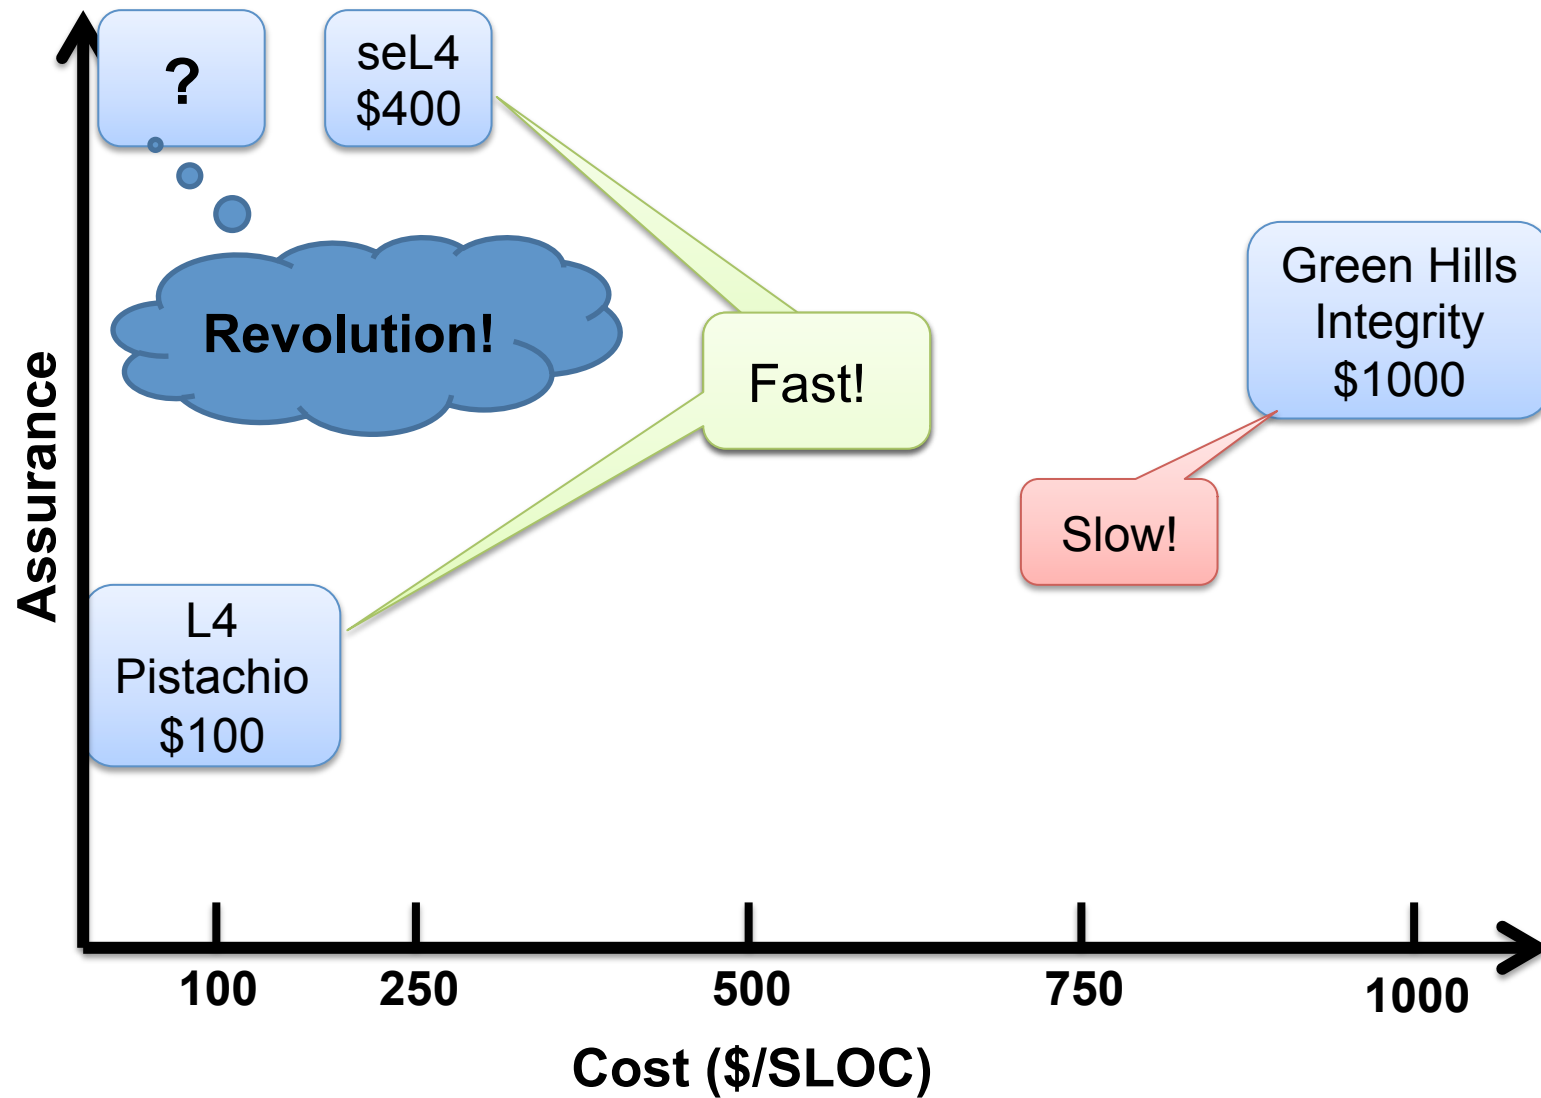 ?
seL4
$400
Green Hills
Integrity
$1000
Revolution!
Fast!
Slow!
L4
Pistachio
$100
Assurance
100
250
500
750
1000
Cost ($/SLOC)